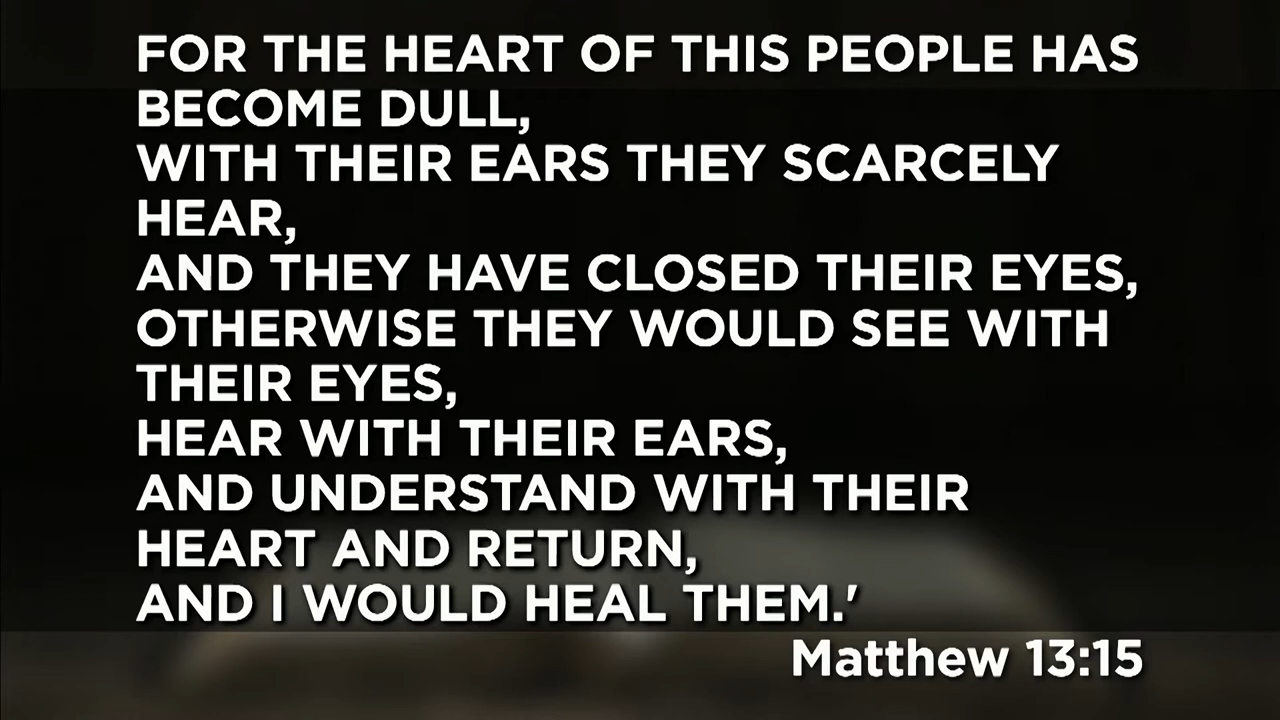 FOR THE HEART OF THIS PEOPLE HAS
BECOME DULL,
WITH THEIR EARS THEY SCARCELY
HEAR,
AND THEY HAVE CLOSED THEIR EYES,
OTHERWISE THEY WOULD SEE WITH
THEIR EYES,
HEAR WITH THEIR EARS,
AND UNDERSTAND WITH THEIR
HEART AND RETURN,
AND I WOULD HEAL THEM.'
Matthew 13:15